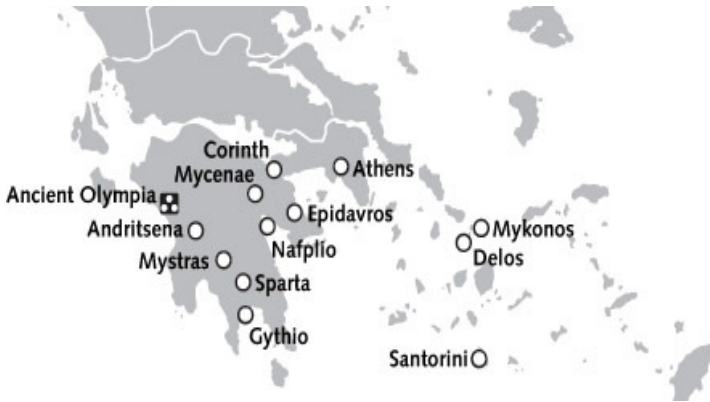 Corinth
Mycenae
Athens
Ancient Olympia
Epidavros
Andritsena
Nafplio
Mykonos
Delos
Mystras
Sparta
Gythio
Santorini